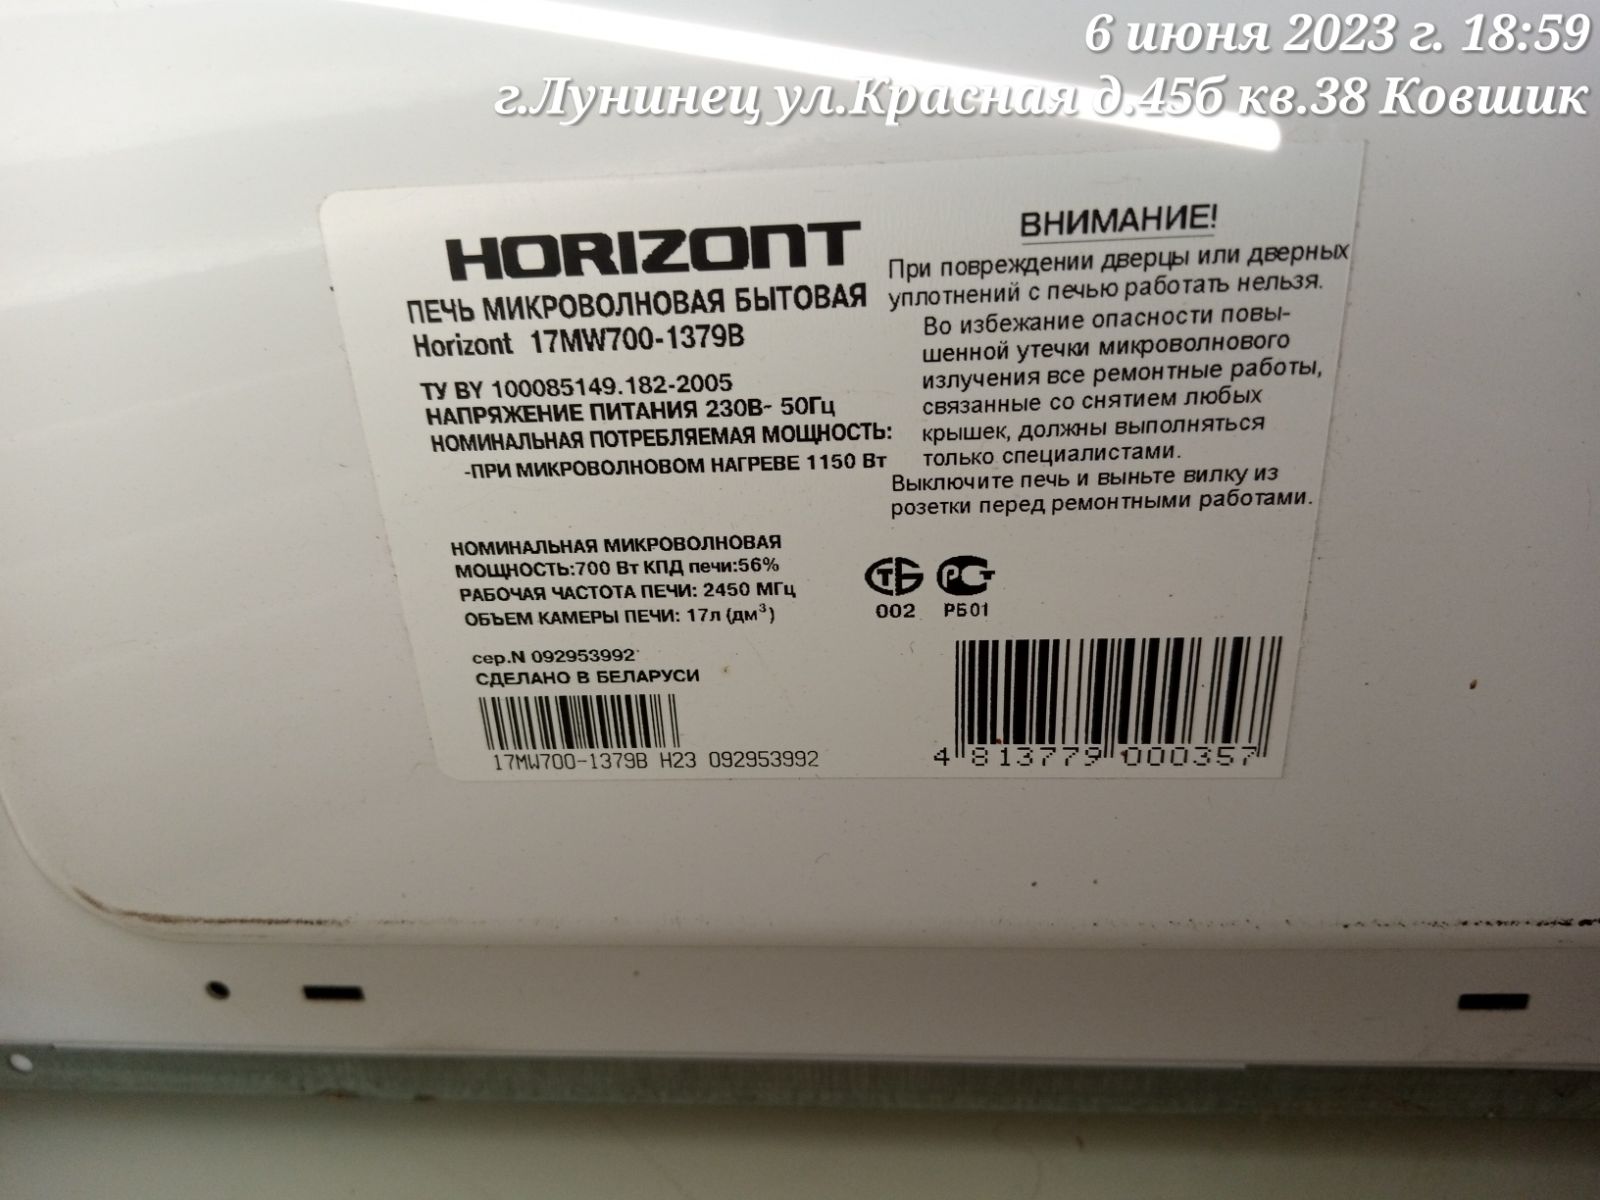 6 июня 2023 г. 18:59
г.Лунинец ул.Красная д.45б кв.38 Ковшик
HORIZONT
ПЕЧЬ МИКРОВОЛНОВАЯ БЫТОВАЯ
Horizont 17MW700-1379B
ТУ BY 100085149.182-2005
НАПРЯЖЕНИЕ ПИТАНИЯ 230В~ 50Гц
НОМИНАЛЬНАЯ ПОТРЕБЛЯЕМАЯ МОЩНОСТЬ:
-ПРИ МИКРОВОЛНОВОМ НАГРЕВЕ 1150 Вт
НОМИНАЛЬНАЯ МИКРОВОЛНОВАЯ
МОЩНОСТЬ:700 Вт КПД печи:56%
РАБОЧАЯ ЧАСТОТА ПЕЧИ: 2450 МГц
ОБЪЕМ КАМЕРЫ ПЕЧИ: 17л (дм³)
сер.N 092953992
СДЕЛАНО В БЕЛАРУСИ
17MW700-1379B H23 092953992
ВНИМАНИЕ!
При повреждении дверцы или дверных
уплотнений с печью работать нельзя.
Во избежание опасности повы-
шенной утечки микроволнового
излучения все ремонтные работы,
связанные со снятием любых
крышек, должны выполняться
только специалистами.
Выключите печь и выньте вилку из
розетки перед ремонтными работами.
СТБ РСТ
002 РБ01
4 813779 000357